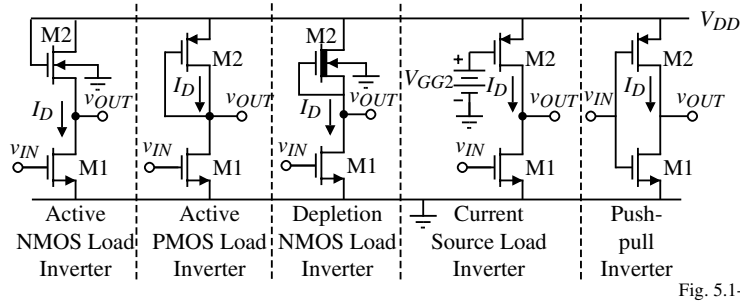 V_DD
M2
I_D
v_OUT
v_IN
M1
Active
NMOS Load
Inverter
M2
I_D
v_OUT
v_IN
M1
Active
PMOS Load
Inverter
M2
I_D
v_OUT
v_IN
M1
Depletion
NMOS Load
Inverter
+
V_GG2
−
M2
I_D
v_OUT
v_IN
M1
Current
Source Load
Inverter
M2
I_D
v_IN
v_OUT
M1
Push-
pull
Inverter
Fig. 5.1-